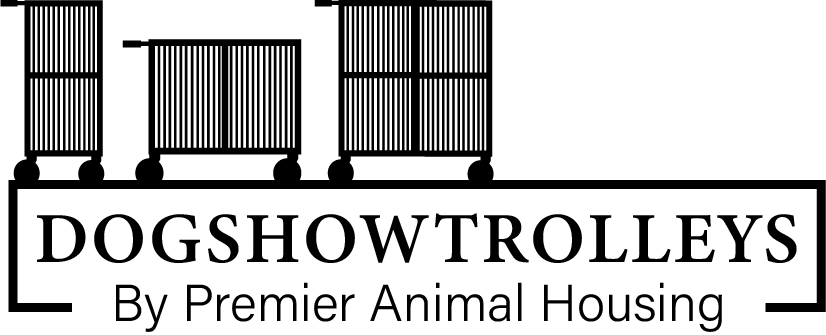 DOGSHOWTROLLEYS
By Premier Animal Housing